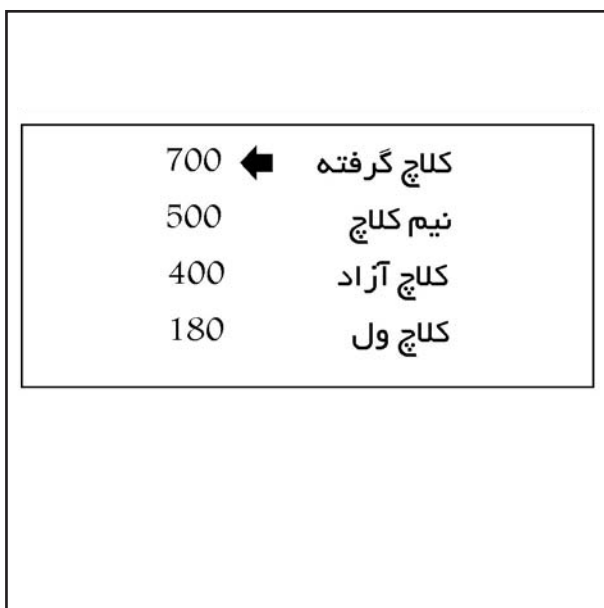 کلاچ گرفته 700
نیم کلاچ 500
کلاچ آزاد 400
کلاچ ول 180